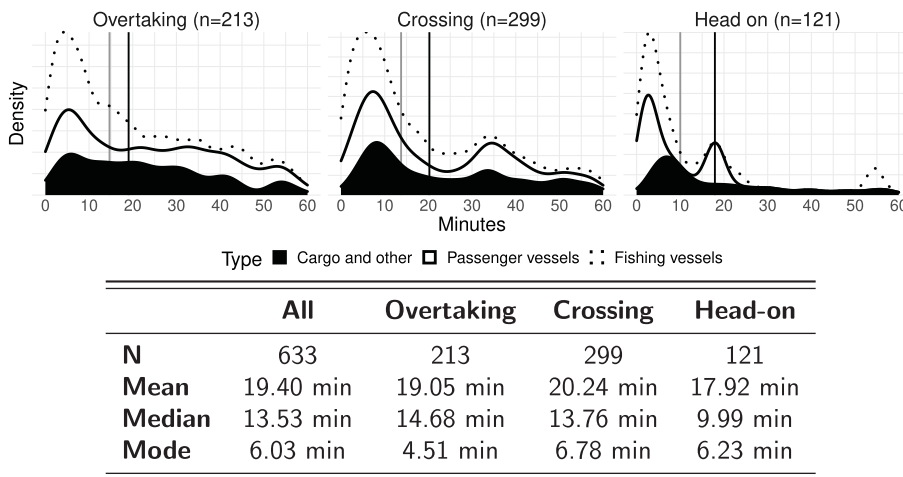 Overtaking (n=213) Crossing (n=299) Head on (n=121)
Density
0 10 20 30 40 50 60 0 10 20 30 40 50 60 0 10 20 30 40 50 60
Minutes
Type Cargo and other Passenger vessels Fishing vessels
All Overtaking Crossing Head-on
N 633 213 299 121
Mean 19.40 min 19.05 min 20.24 min 17.92 min
Median 13.53 min 14.68 min 13.76 min 9.99 min
Mode 6.03 min 4.51 min 6.78 min 6.23 min